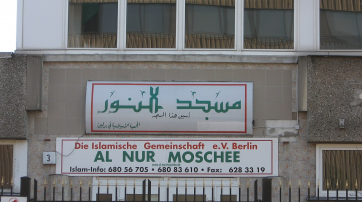 مسجد النور
3
Die Islamische Gemeinschaft e.V. Berlin
AL NUR MOSCHEE
Islam-Info: 680 56 705 • 680 83 610 • Fax: 628 33 19